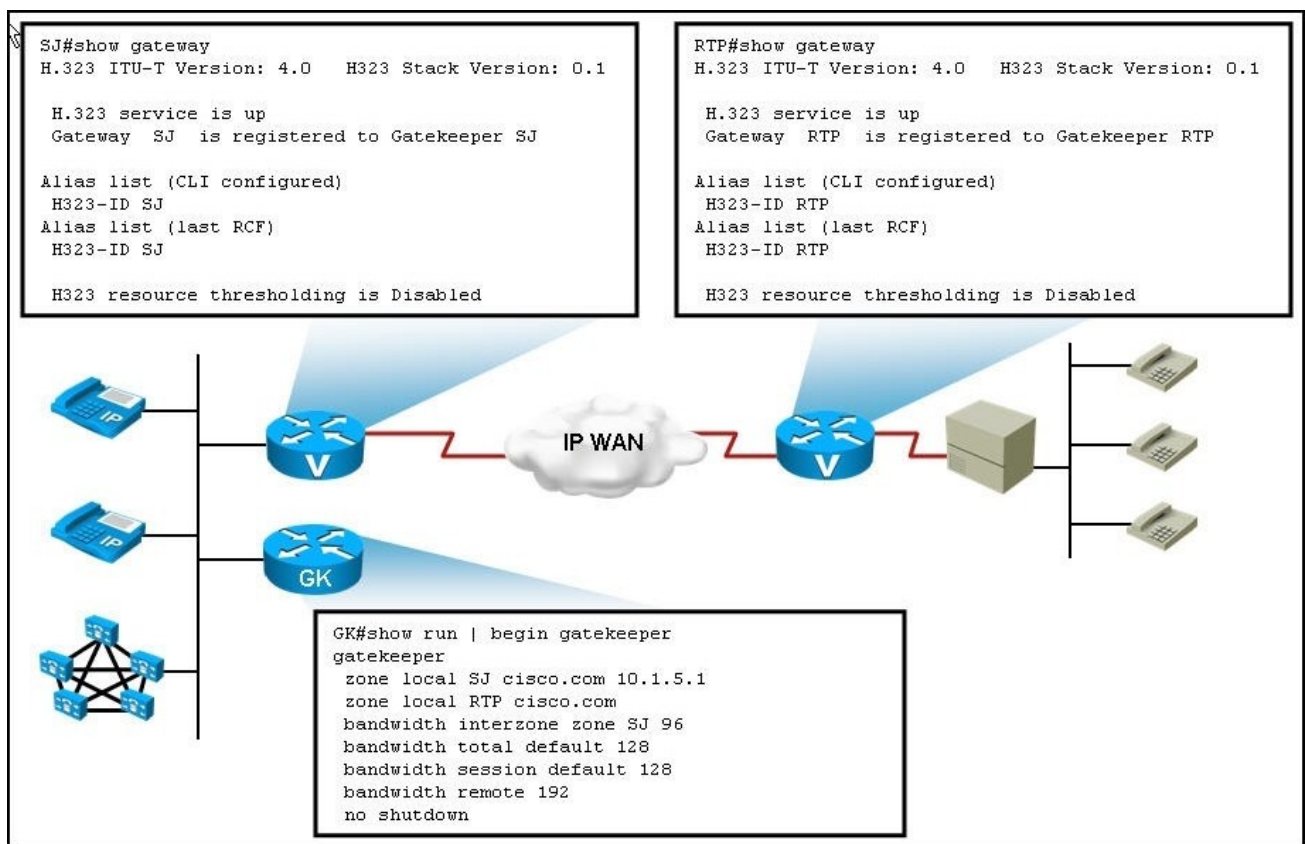 SJ#show gateway
H.323 ITU-T Version: 4.0 H323 Stack Version: 0.1
H.323 service is up
Gateway SJ is registered to Gatekeeper SJ
Alias list (CLI configured)
H323-ID SJ
Alias list (last RCF)
H323-ID SJ
H323 resource thresholding is Disabled
RTP#show gateway
H.323 ITU-T Version: 4.0 H323 Stack Version: 0.1
H.323 service is up
Gateway RTP is registered to Gatekeeper RTP
Alias list (CLI configured)
H323-ID RTP
Alias list (last RCF)
H323-ID RTP
H323 resource thresholding is Disabled
IP
V
IP WAN
V
IP
GK
GK#show run | begin gatekeeper
gatekeeper
zone local SJ cisco.com 10.1.5.1
zone local RTP cisco.com
bandwidth interzone zone SJ 96
bandwidth total default 128
bandwidth session default 128
bandwidth remote 192
no shutdown